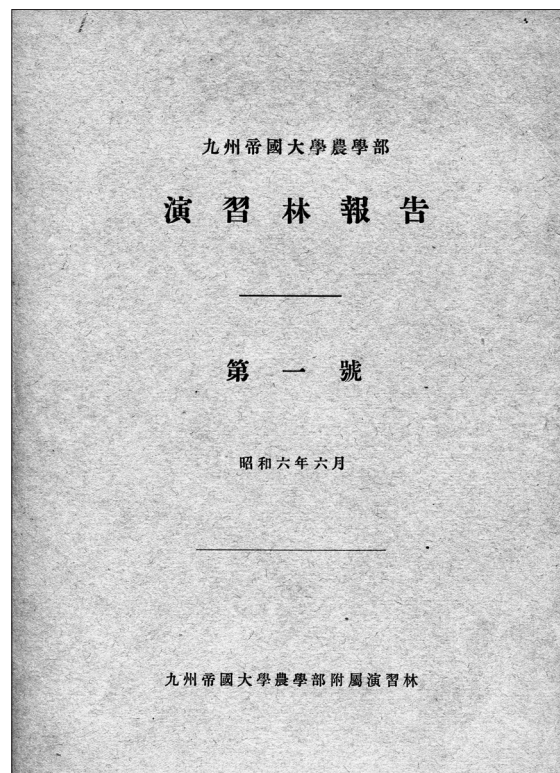 九州帝國大學農學部
演習林報告
第一號
昭和六年六月
九州帝國大學農學部附屬演習林